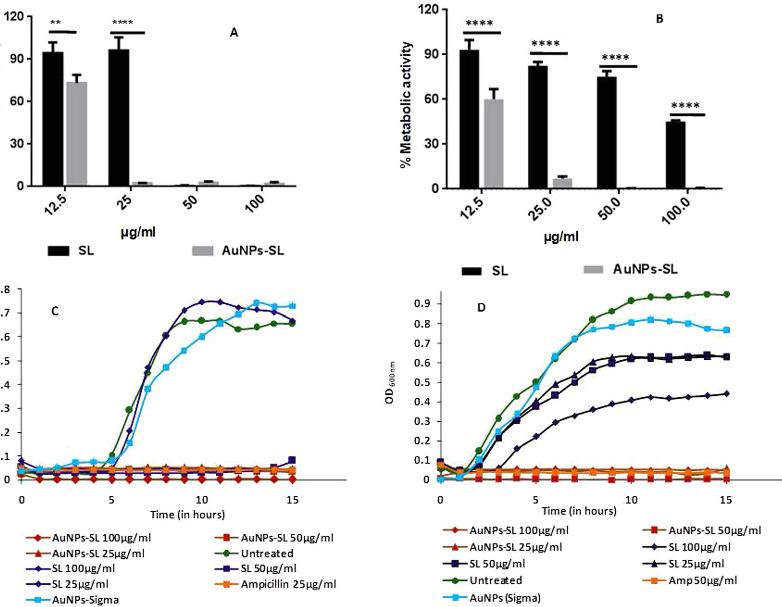 120
90
60
30
0
** ****
A
12.5 25 50 100
µg/ml
SL AuNPs-SL
% Metabolic activity
120
90
60
30
0
**** **** **** ****
B
12.5 25.0 50.0 100.0
µg/ml
SL AuNPs-SL
C
.8
.7
.6
.5
.4
.3
.2
.1
0
0 5 10 15
Time (in hours)
AuNPs-SL 100µg/ml AuNPs-SL 50µg/ml
AuNPs-SL 25µg/ml Untreated
SL 100µg/ml SL 50µg/ml
SL 25µg/ml Ampicillin 25µg/ml
AuNPs-Sigma
D
OD 600nm
0.9
0.8
0.7
0.6
0.5
0.4
0.3
0.2
0.1
0
0 5 10 15
Time (in hours)
AuNPs-SL 100µg/ml AuNPs-SL 50µg/ml
AuNPs-SL 25µg/ml SL 100µg/ml
SL 50µg/ml SL 25µg/ml
Untreated Amp50µg/ml
AuNPs (Sigma)